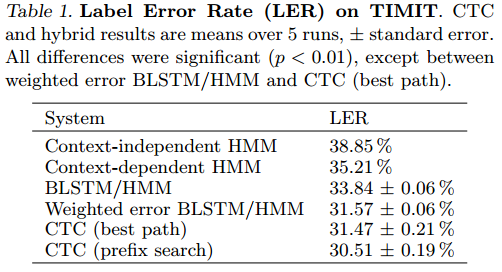 Table 1. Label Error Rate (LER) on TIMIT. CTC
and hybrid results are means over 5 runs, ± standard error.
All differences were significant (p < 0.01), except between
weighted error BLSTM/HMM and CTC (best path).
System LER
Context-independent HMM 38.85 %
Context-dependent HMM 35.21 %
BLSTM/HMM 33.84 ± 0.06 %
Weighted error BLSTM/HMM 31.57 ± 0.06 %
CTC (best path) 31.47 ± 0.21 %
CTC (prefix search) 30.51 ± 0.19 %